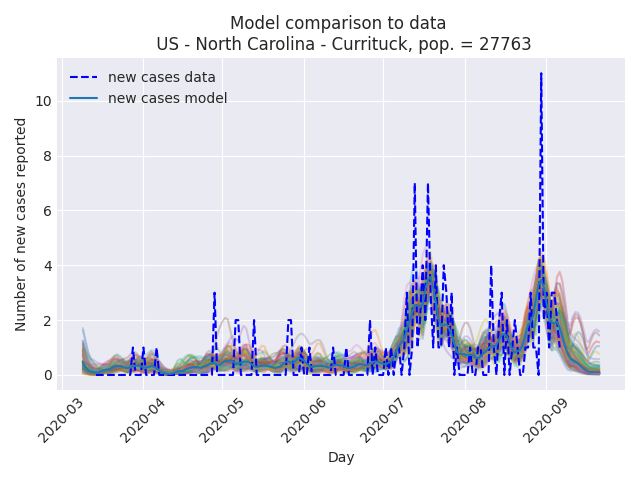 Model comparison to data
US - North Carolina - Currituck, pop. = 27763
new cases data
new cases model
Number of new cases reported
10
8
6
4
2
0
2020-03
2020-04
2020-05
2020-06
2020-07
2020-08
2020-09
Day